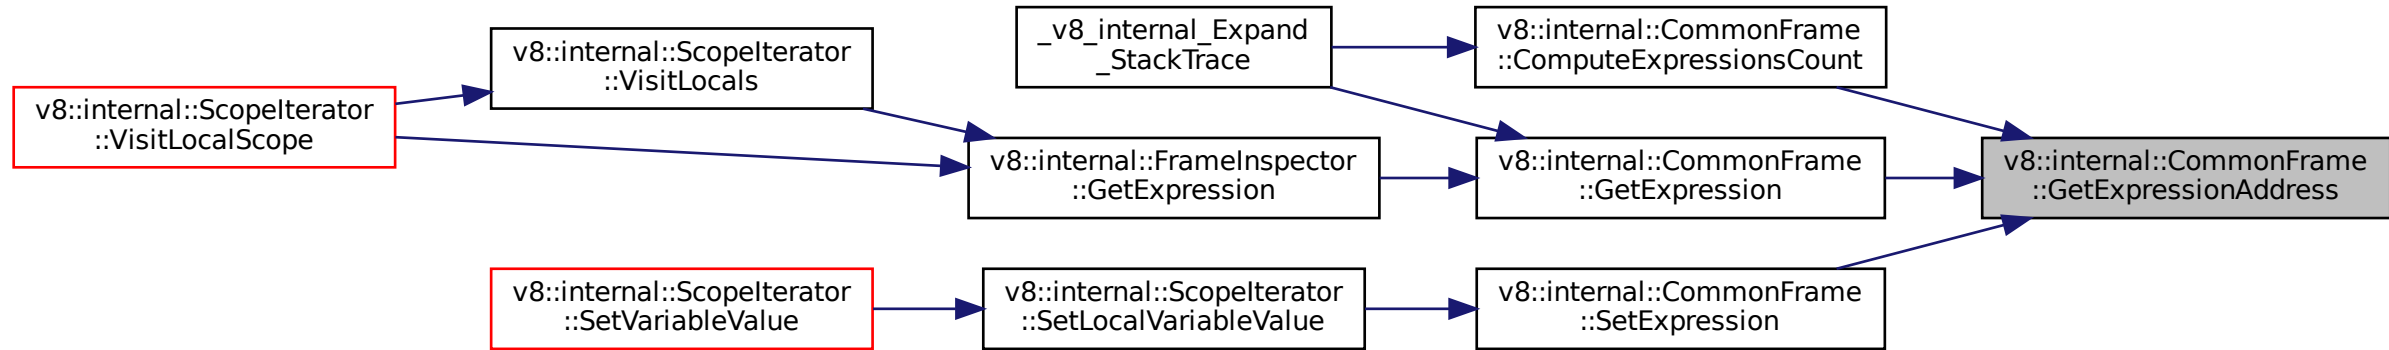 v8::internal::ScopeIterator
::VisitLocalScope
v8::internal::ScopeIterator
::VisitLocals
_v8_internal_Expand
_StackTrace
v8::internal::CommonFrame
::ComputeExpressionsCount
v8::internal::FrameInspector
::GetExpression
v8::internal::CommonFrame
::GetExpression
v8::internal::CommonFrame
::GetExpressionAddress
v8::internal::ScopeIterator
::SetVariableValue
v8::internal::ScopeIterator
::SetLocalVariableValue
v8::internal::CommonFrame
::SetExpression